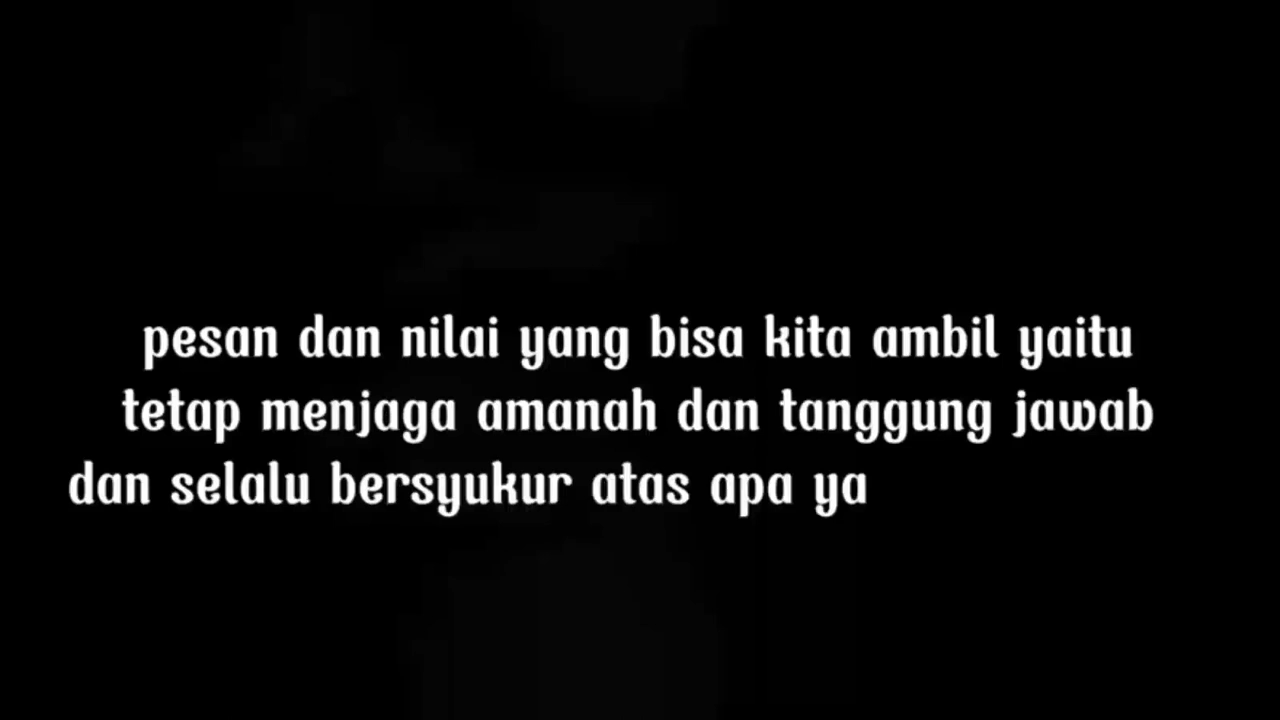 pesan dan nilai yang bisa kita ambil yaitu
tetap menjaga amanah dan tanggung jawab
dan selalu bersyukur atas apa ya